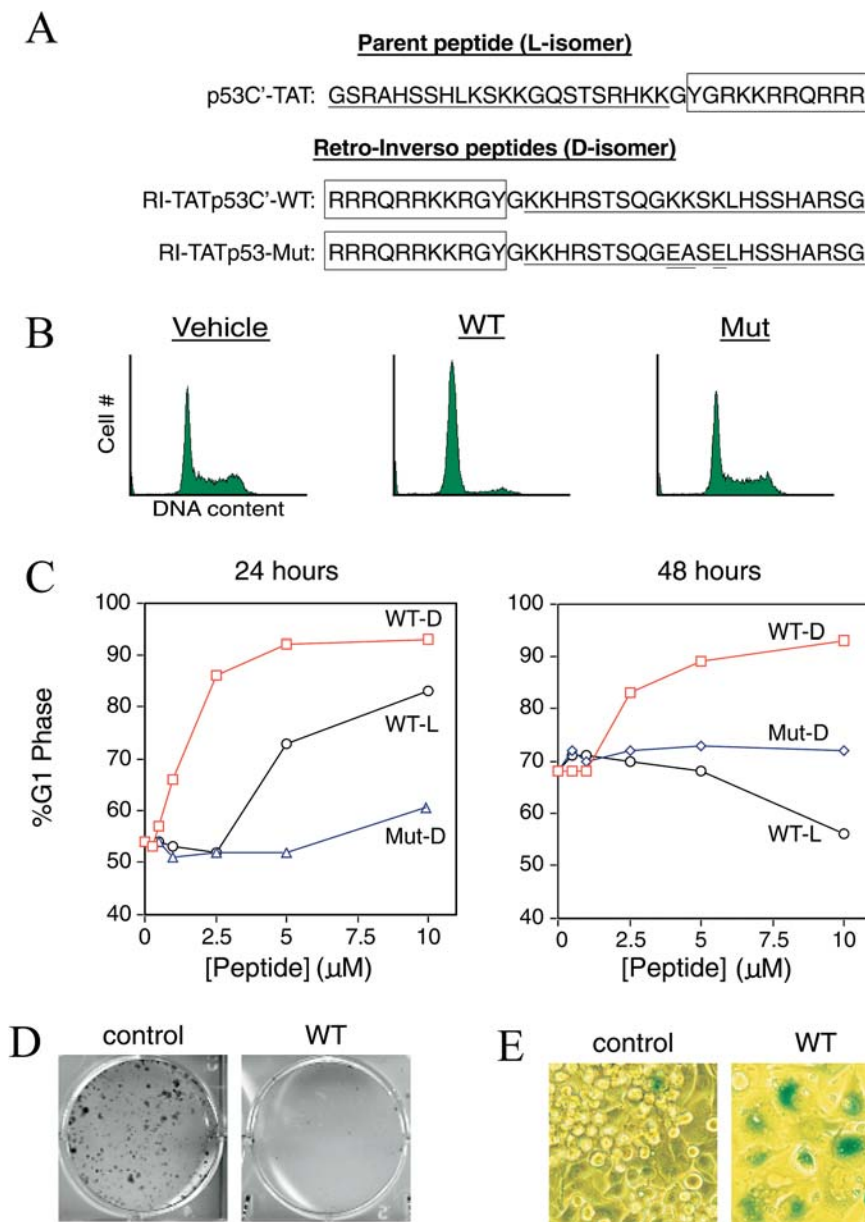 A
Parent peptide (L-isomer)
p53C'-TAT: GSRAHSSHLKSKKGQSTSRHKKGYGRKKRRQRRR
Retro-Inverso peptides (D-isomer)
RI-TATp53C'-WT: RRRQRRKKRGYGKKHRSTSQGKKSKLHSSHARSG
RI-TATp53-Mut: RRRQRRKKRGYGKKHRSTSQGEASELHSSHARSG
B
Vehicle WT Mut
Cell #
DNA content
C
24 hours 48 hours
100 100
WT-D WT-D
90 90
80 80
WT-L
70 Mut-D 70
%G1 Phase
60 60
Mut-D WT-L
50 50
40 40
0 2.5 5 7.5 10 0 2.5 5 7.5 10
[Peptide] (μM) [Peptide] (μM)
D control WT
E control WT